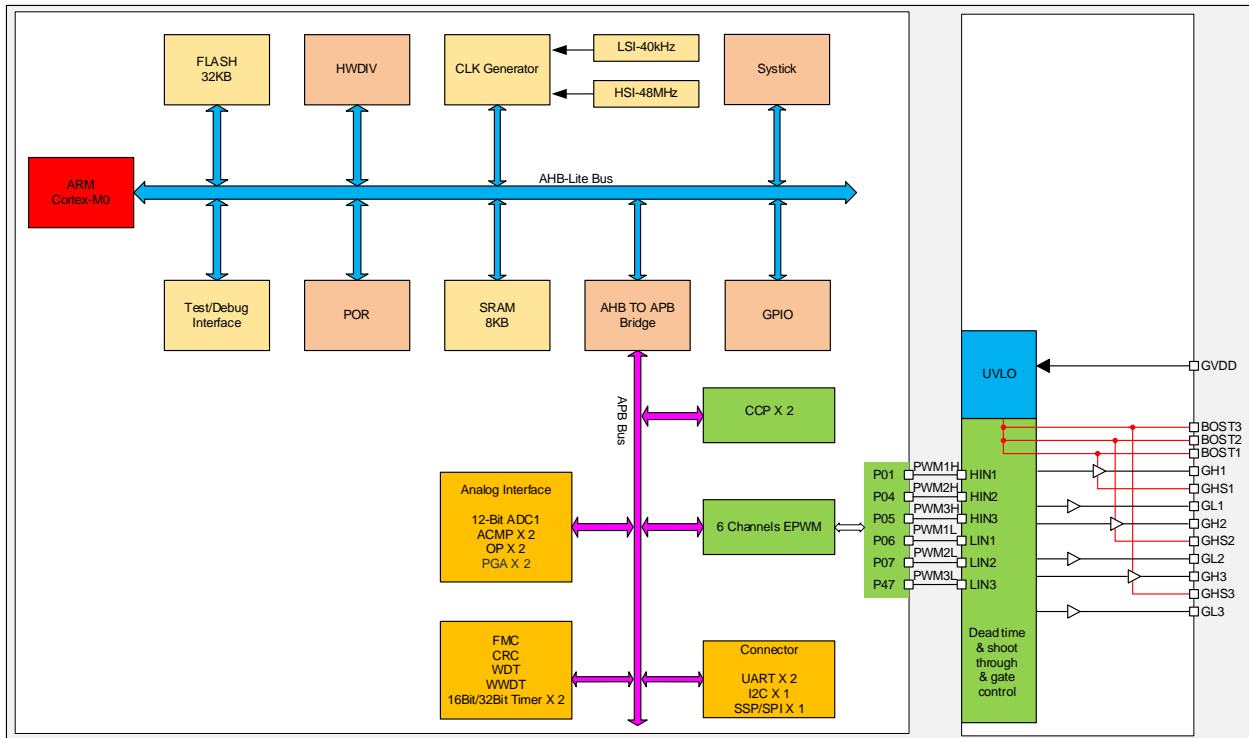 FLASH
32KB
HWDIV
CLK Generator
LSI-40kHz
HSI-48MHz
Systick
ARM
Cortex-M0
AHB-Lite Bus
Test/Debug
Interface
POR
SRAM
8KB
AHB TO APB
Bridge
GPIO
APB Bus
CCP X 2
Analog Interface
12-Bit ADC1
ACMP X 2
OP X 2
PGA X 2
6 Channels EPWM
FMC
CRC
WDT
WWDT
16Bit/32Bit Timer X 2
Connector
UART X 2
I2C X 1
SSP/SPI X 1
P01
P04
P05
P06
P07
P47
PWM1H
PWM2H
PWM3H
PWM1L
PWM2L
PWM3L
HIN1
HIN2
HIN3
LIN1
LIN2
LIN3
UVLO
Dead time
& shoot
through
& gate
control
GVDD
BOST3
BOST2
BOST1
GH1
GHS1
GL1
GH2
GHS2
GL2
GH3
GHS3
GL3